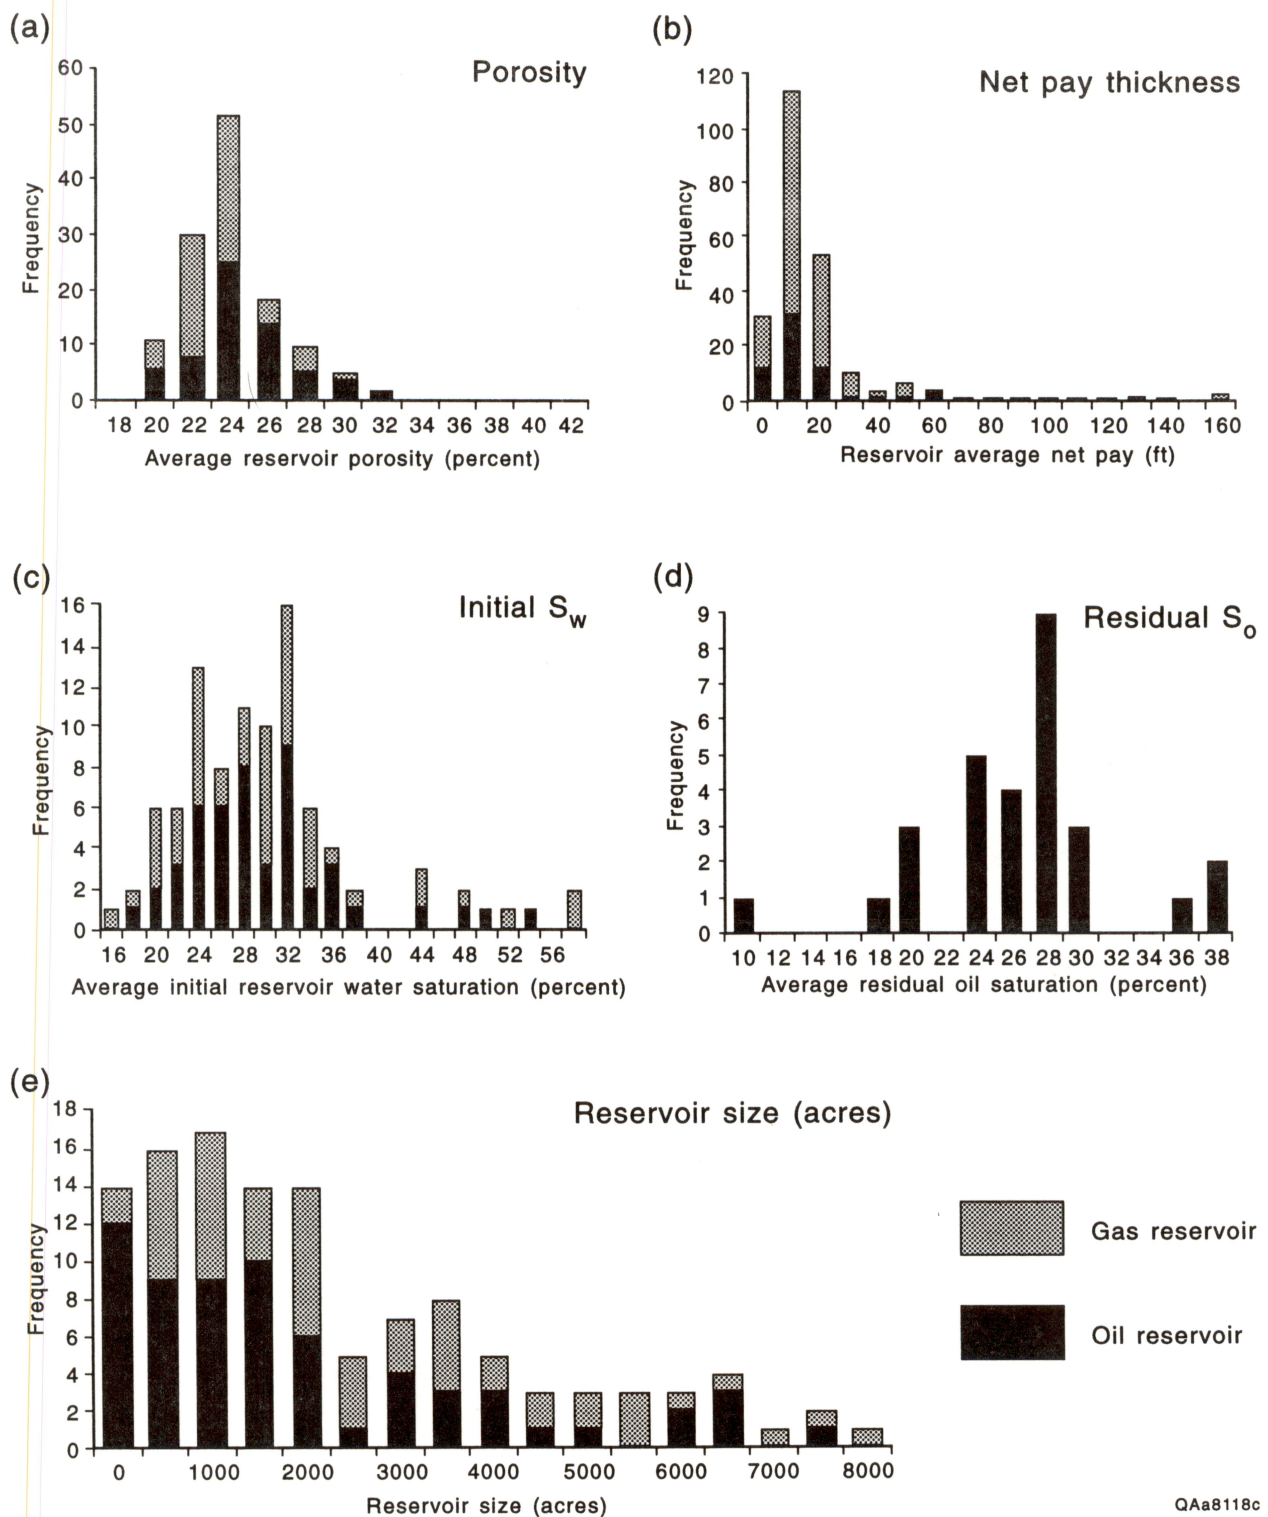 (a)
Porosity
Frequency
60
50
40
30
20
10
0
18 20 22 24 26 28 30 32 34 36 38 40 42
Average reservoir porosity (percent)
(b)
Net pay thickness
Frequency
120
100
80
60
40
20
0
0 20 40 60 80 100 120 140 160
Reservoir average net pay (ft)
(c)
Initial Sw
Frequency
16
14
12
10
8
6
4
2
0
16 20 24 28 32 36 40 44 48 52 56
Average initial reservoir water saturation (percent)
(d)
Residual So
Frequency
9
8
7
6
5
4
3
2
1
0
10 12 14 16 18 20 22 24 26 28 30 32 34 36 38
Average residual oil saturation (percent)
(e)
Reservoir size (acres)
Frequency
18
16
14
12
10
8
6
4
2
0
0 1000 2000 3000 4000 5000 6000 7000 8000
Reservoir size (acres)
Gas reservoir
Oil reservoir
QAa8118c